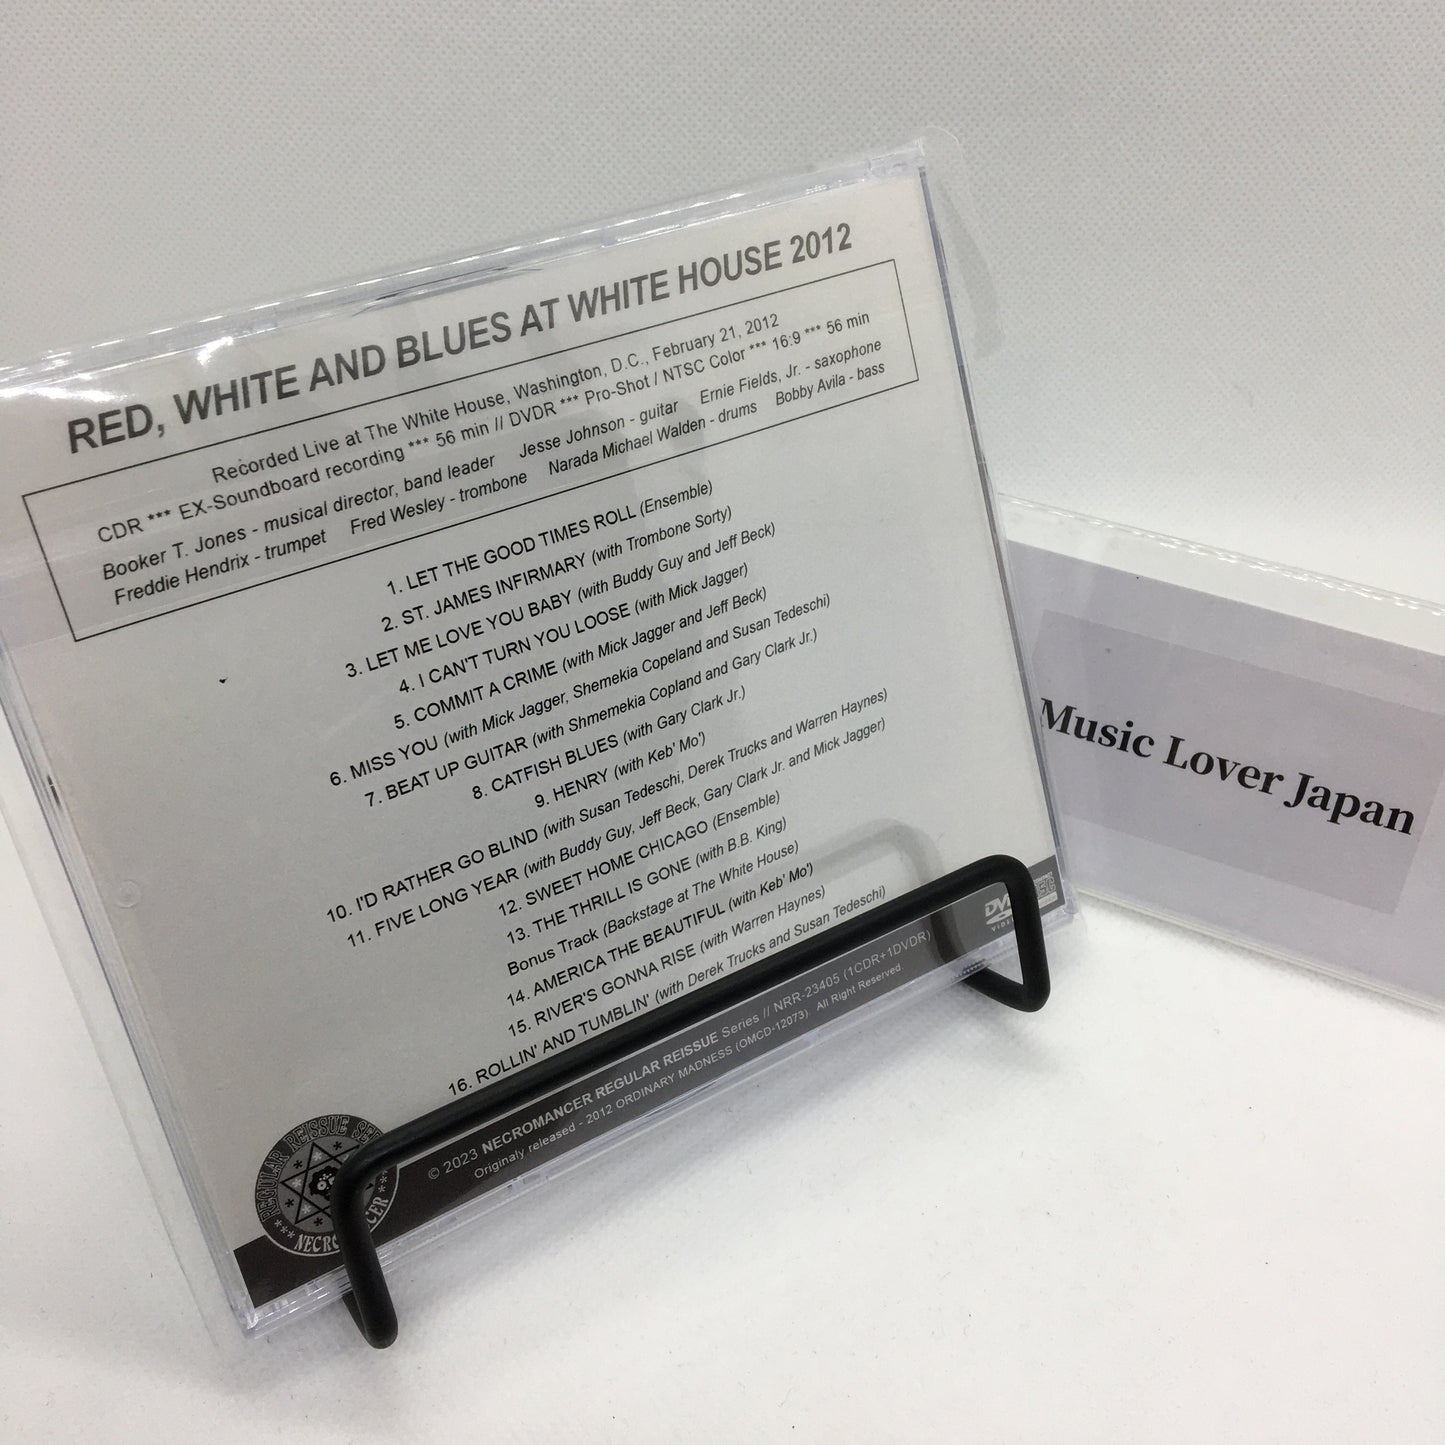 RED, WHITE AND BLUES AT WHITE HOUSE 2012
Recorded Live at The White House, Washington, D.C., February 21, 2012
CDR *** EX-Soundboard recording *** 56 min // DVDR *** Pro-Shot / NTSC Color *** 16:9 *** 56 min
Booker T. Jones - musical director, band leader Jesse Johnson - guitar Ernie Fields, Jr. - saxophone
Freddie Hendrix - trumpet Fred Wesley - trombone Narada Michael Walden - drums Bobby Avila - bass
1. LET THE GOOD TIMES ROLL (Ensemble)
2. ST. JAMES INFIRMARY (with Trombone Sorty)
3. LET ME LOVE YOU BABY (with Buddy Guy and Jeff Beck)
4. I CAN'T TURN YOU LOOSE (with Mick Jagger)
5. COMMIT A CRIME (with Mick Jagger and Jeff Beck)
6. MISS YOU (with Mick Jagger, Shemekia Copeland and Susan Tedeschi)
7. BEAT UP GUITAR (with Shmemekia Copland and Gary Clark Jr.)
8. CATFISH BLUES (with Gary Clark Jr.)
9. HENRY (with Keb' Mo')
10. I'D RATHER GO BLIND (with Susan Tedeschi, Derek Trucks and Warren Haynes)
11. FIVE LONG YEAR (with Buddy Guy, Jeff Beck, Gary Clark Jr. and Mick Jagger)
12. SWEET HOME CHICAGO (Ensemble)
13. THE THRILL IS GONE (with B.B. King)
Bonus Track (Backstage at The White House)
14. AMERICA THE BEAUTIFUL (with Keb' Mo')
15. RIVER'S GONNA RISE (with Warren Haynes)
16. ROLLIN' AND TUMBLIN' (with Derek Trucks and Susan Tedeschi)
© 2023 NECROMANCER REGULAR REISSUE Series // NRR-23405 (1CDR+1DVDR)
Originaly released - 2012 ORDINARY MADNESS (OMCD-12073). All Right Reserved
REGULAR REISSUE
Music Lover Japan